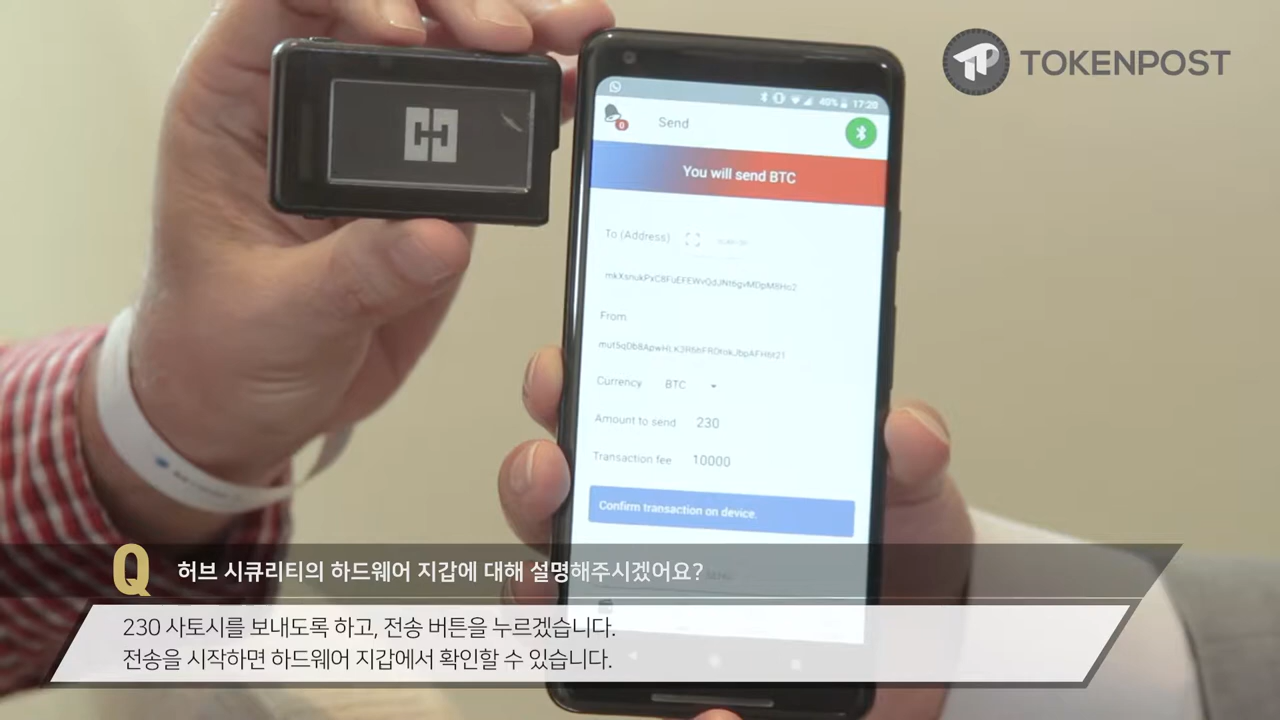 TOKENPOST
40% 17:20
0
Send
You will send BTC
To (Address)
From
Currency BTC
Amount to send 230
Transaction fee 10000
Confirm transaction on device.
Q 허브 시큐리티의 하드웨어 지갑에 대해 설명해주시겠어요?
230 사토시를 보내도록 하고, 전송 버튼을 누르겠습니다.
전송을 시작하면 하드웨어 지갑에서 확인할 수 있습니다.